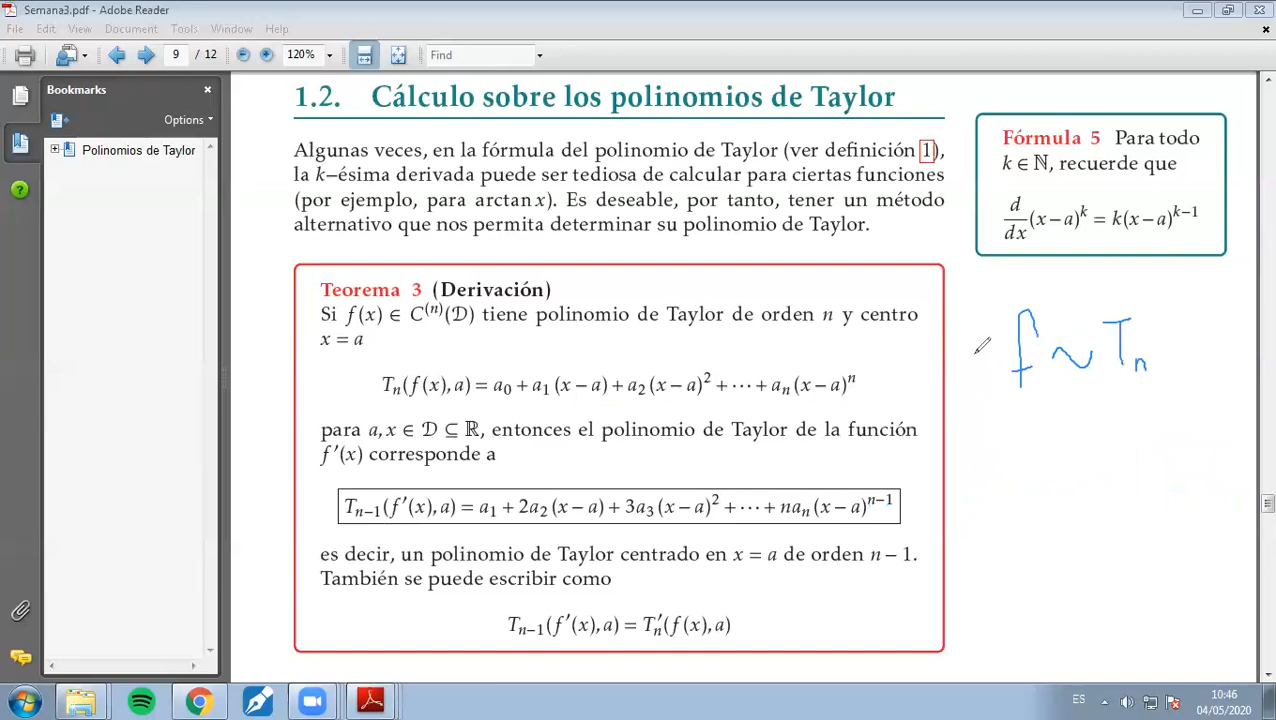 Semana3.pdf - Adobe Reader
File Edit View Document Tools Window Help
9 / 12 120% Find
Bookmarks
Options
Polinomios de Taylor
1.2. Cálculo sobre los polinomios de Taylor
Algunas veces, en la fórmula del polinomio de Taylor (ver definición 1),
la k−ésima derivada puede ser tediosa de calcular para ciertas funciones
(por ejemplo, para arctan x). Es deseable, por tanto, tener un método
alternativo que nos permita determinar su polinomio de Taylor.
Teorema 3 (Derivación)
Si f(x) ∈ C^(n)(D) tiene polinomio de Taylor de orden n y centro
x = a
T_n(f(x), a) = a_0 + a_1 (x − a) + a_2 (x − a)^2 + ⋯ + a_n (x − a)^n
para a, x ∈ D ⊆ ℝ, entonces el polinomio de Taylor de la función
f′(x) corresponde a
T_{n−1}(f′(x), a) = a_1 + 2a_2 (x − a) + 3a_3 (x − a)^2 + ⋯ + na_n (x − a)^{n−1}
es decir, un polinomio de Taylor centrado en x = a de orden n − 1.
También se puede escribir como
T_{n−1}(f′(x), a) = T′_n(f(x), a)
Fórmula 5 Para todo
k ∈ ℕ, recuerde que
d/dx (x − a)^k = k(x − a)^{k−1}
f ~ T_n
ES
10:46
04/05/2020